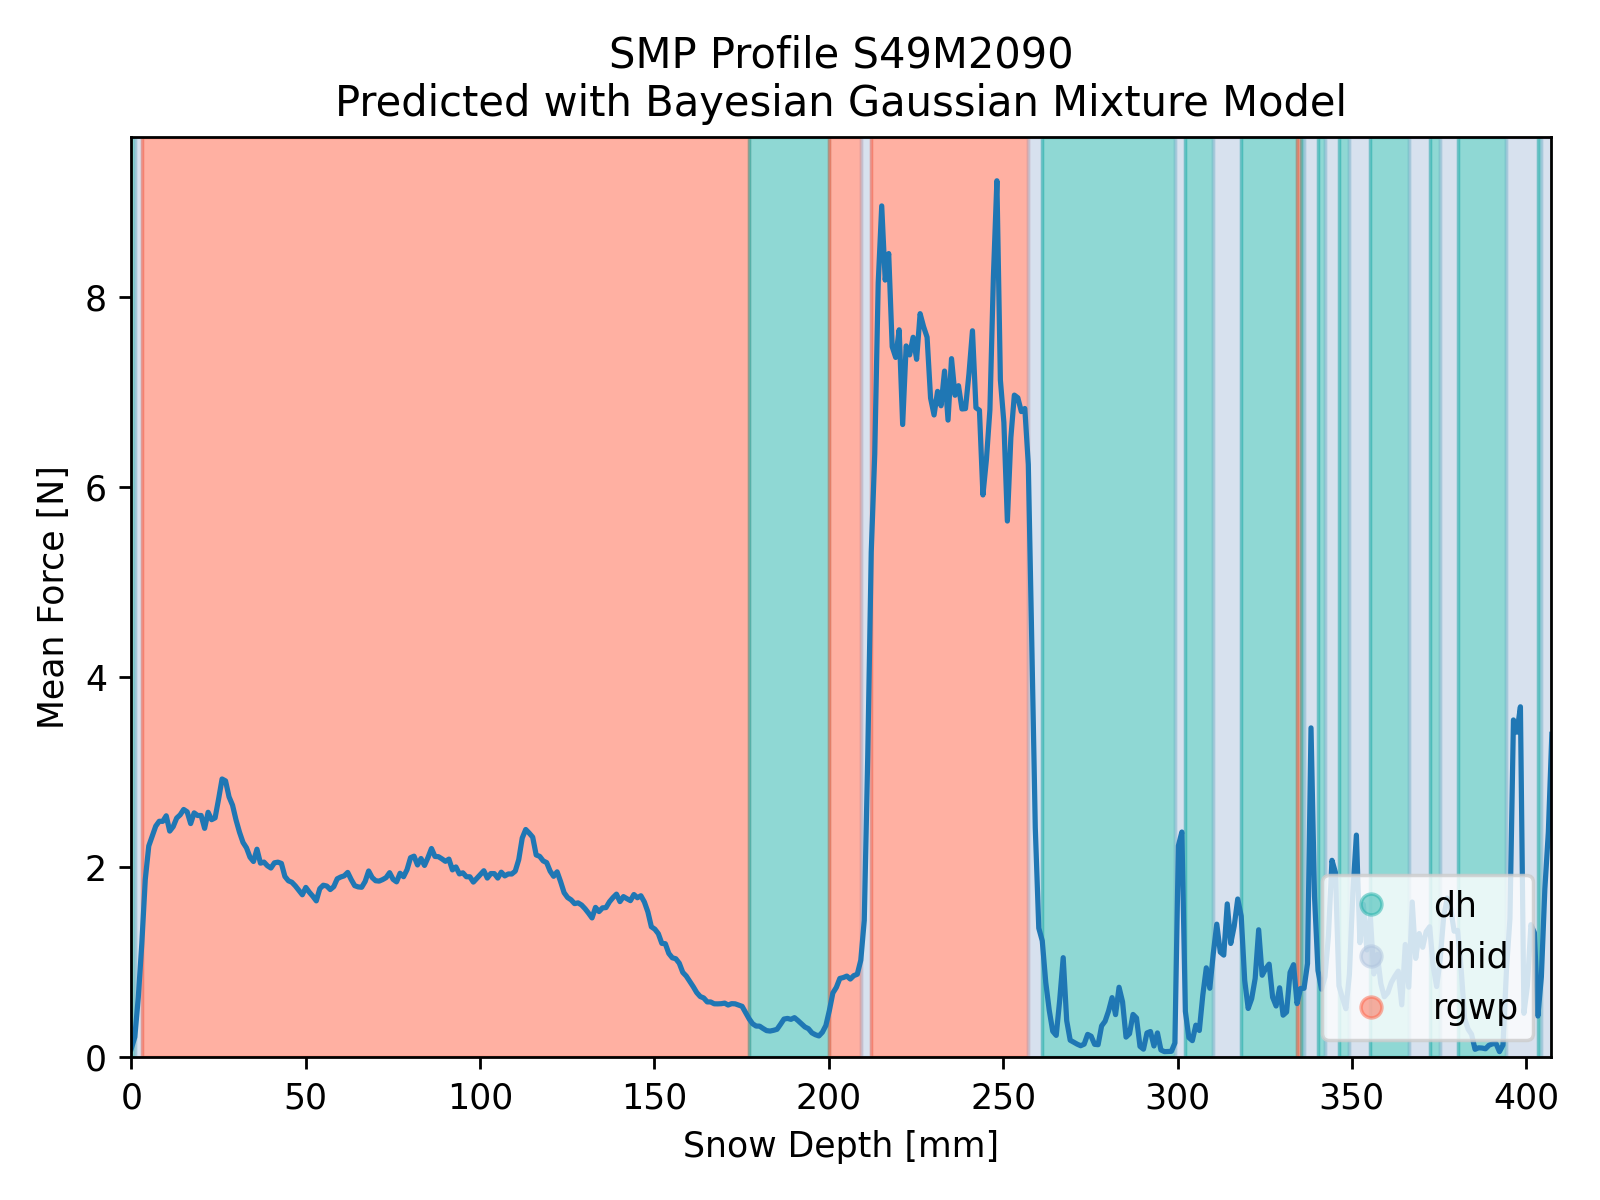 SMP Profile S49M2090
Predicted with Bayesian Gaussian Mixture Model
Mean Force [N]
8
6
4
2
0
dh
dhid
rgwp
0 50 100 150 200 250 300 350 400
Snow Depth [mm]